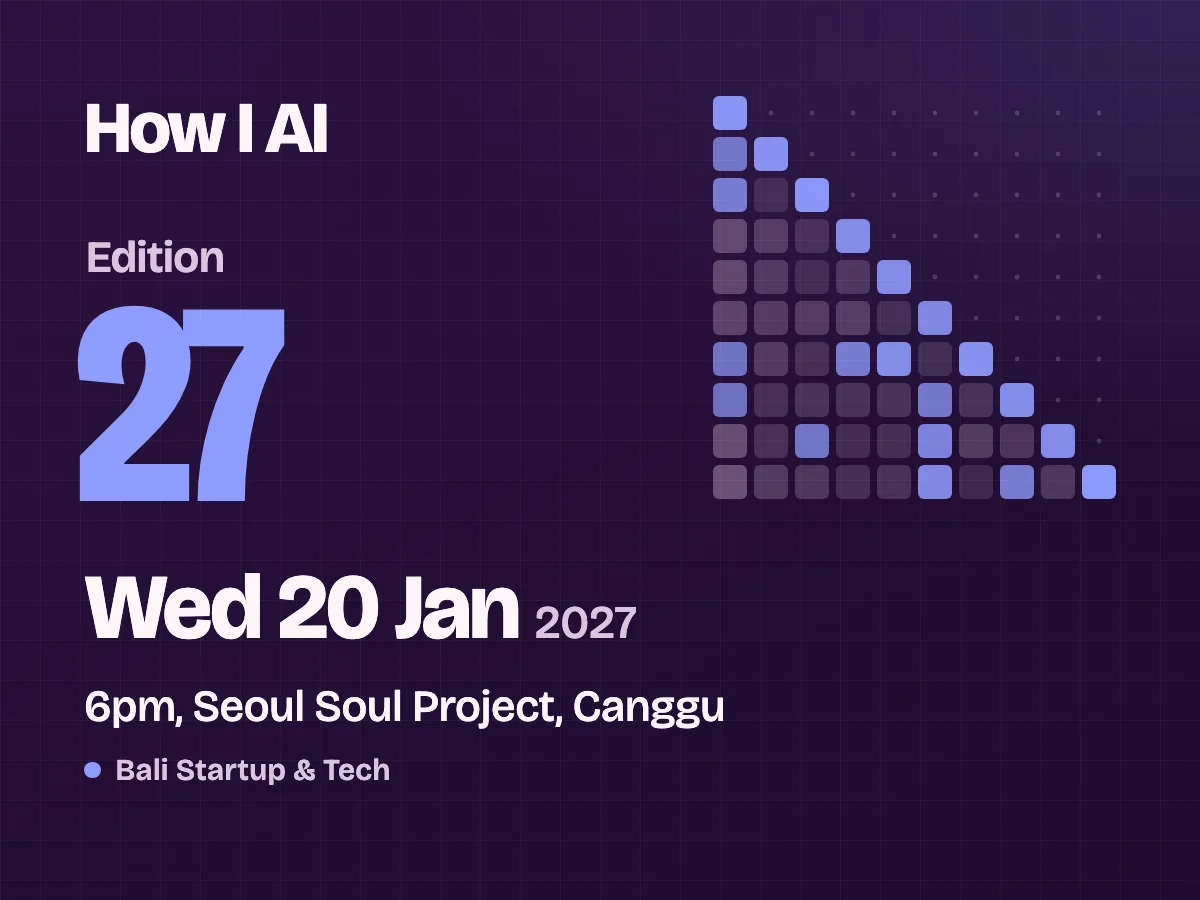 How I AI
Edition
27
Wed 20 Jan 2027
6pm, Seoul Soul Project, Canggu
Bali Startup & Tech